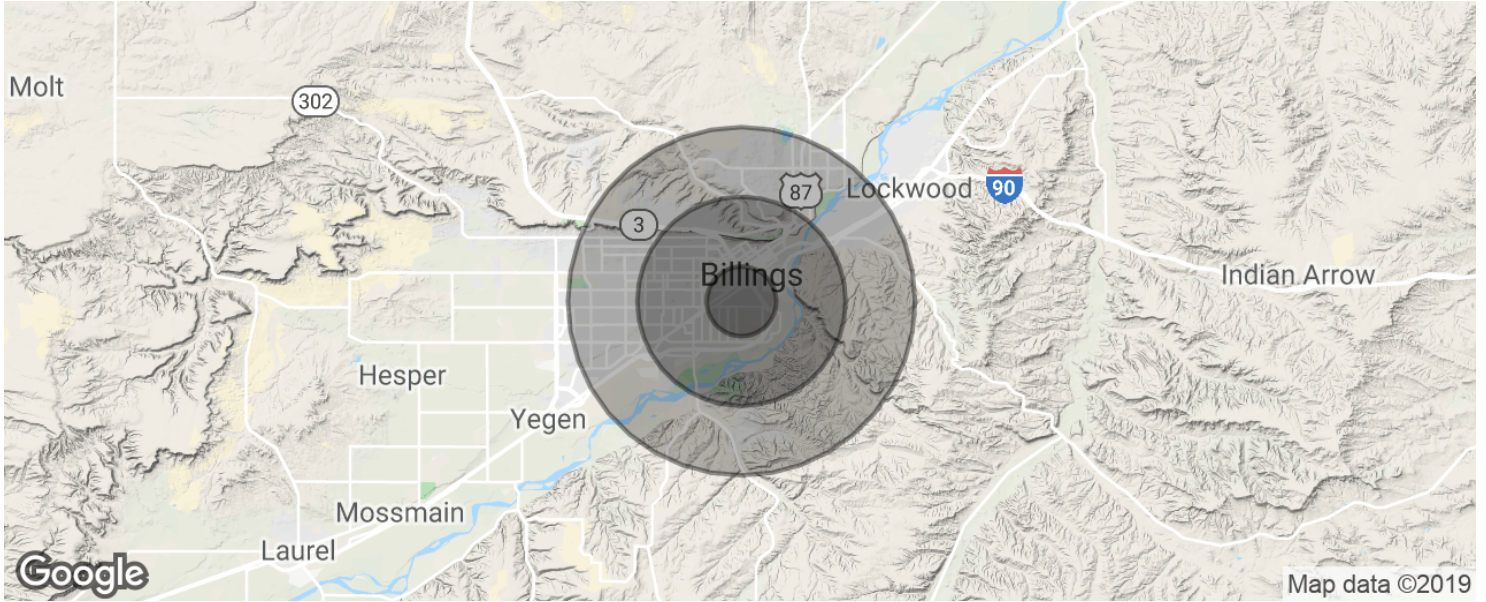 Molt
302
87
Lockwood
90
3
Billings
Indian Arrow
Hesper
Yegen
Mossmain
Laurel
Google
Map data ©2019